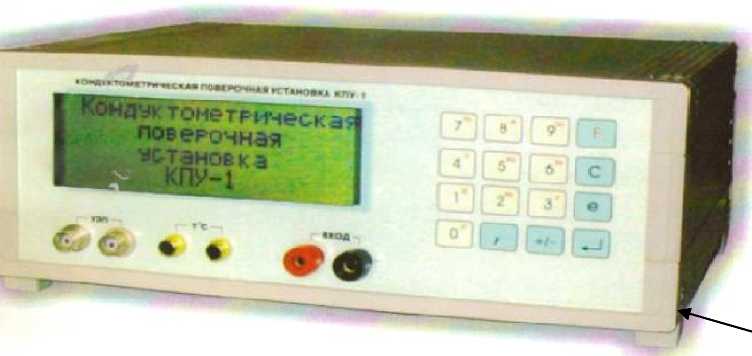 КОНДУКТОМЕТРИЧЕСКАЯ ПОВЕРОЧНАЯ УСТАНОВКА КПУ-1
Кондуктометрическая
поверочная
установка
КПУ-1
7 8 9 F
4 5 6 C
1 2 3 e
0 , +/-
УЭП
T°C
ВХОД